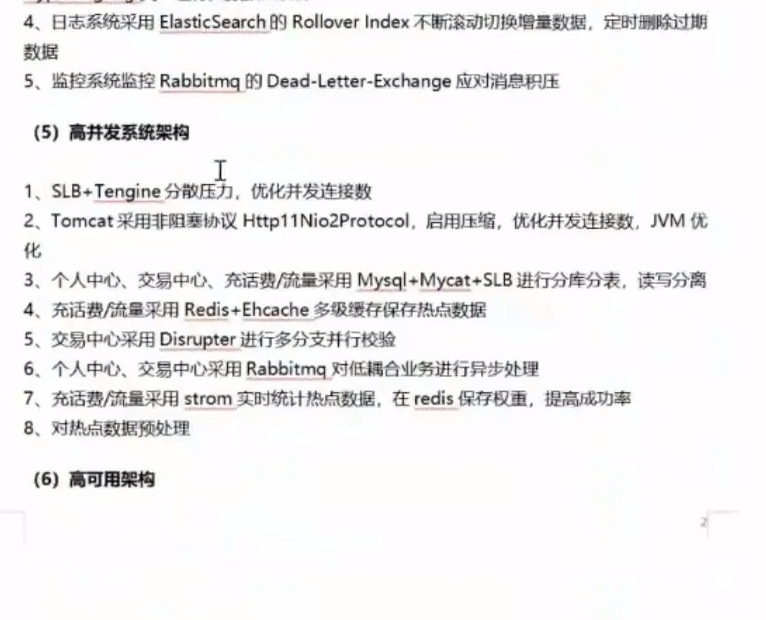 4、日志系统采用 ElasticSearch 的 Rollover Index 不断滚动切换增量数据，定时删除过期
数据
5、监控系统监控 Rabbitmq 的 Dead-Letter-Exchange 应对消息积压
（5）高并发系统架构
1、SLB+Tengine 分散压力，优化并发连接数
2、Tomcat 采用非阻塞协议 Http11Nio2Protocol，启用压缩，优化并发连接数，JVM 优
化
3、个人中心、交易中心、充话费/流量采用 Mysql+Mycat+SLB 进行分库分表，读写分离
4、充话费/流量采用 Redis+Ehcache 多级缓存保存热点数据
5、交易中心采用 Disrupter 进行多分支并行校验
6、个人中心、交易中心采用 Rabbitmq 对低耦合业务进行异步处理
7、充话费/流量采用 strom 实时统计热点数据，在 redis 保存权重，提高成功率
8、对热点数据预处理
（6）高可用架构
2